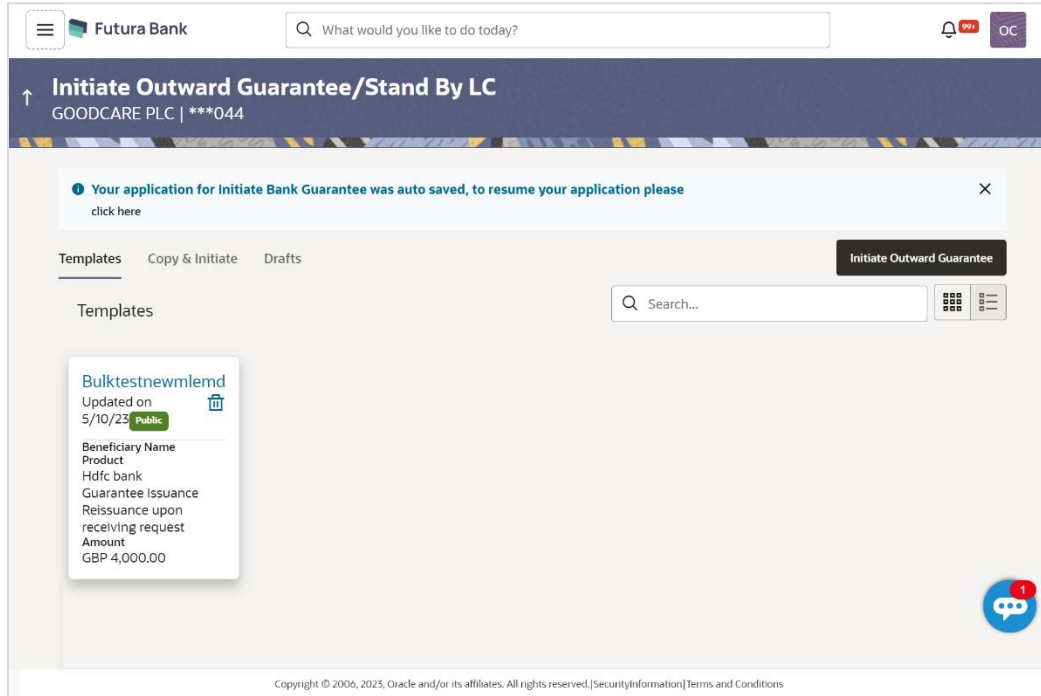 Futura Bank
What would you like to do today?
99+
OC
Initiate Outward Guarantee/Stand By LC
GOODCARE PLC | ***044
Your application for Initiate Bank Guarantee was auto saved, to resume your application please
click here
Templates Copy & Initiate Drafts
Initiate Outward Guarantee
Templates
Search...
Bulktestnewmlemd
Updated on
5/10/23 Public
Beneficiary Name
Product
Hdfc bank
Guarantee Issuance
Reissuance upon
receiving request
Amount
GBP 4,000.00
1
Copyright © 2006, 2023, Oracle and/or its affiliates. All rights reserved.|SecurityInformation|Terms and Conditions